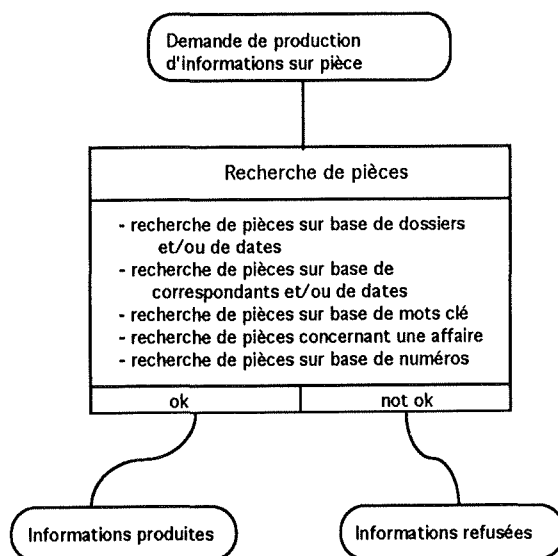 Demande de production
d'informations sur pièce
Recherche de pièces
- recherche de pièces sur base de dossiers
et/ou de dates
- recherche de pièces sur base de
correspondants et/ou de dates
- recherche de pièces sur base de mots clé
- recherche de pièces concernant une affaire
- recherche de pièces sur base de numéros
ok
not ok
Informations produites
Informations refusées